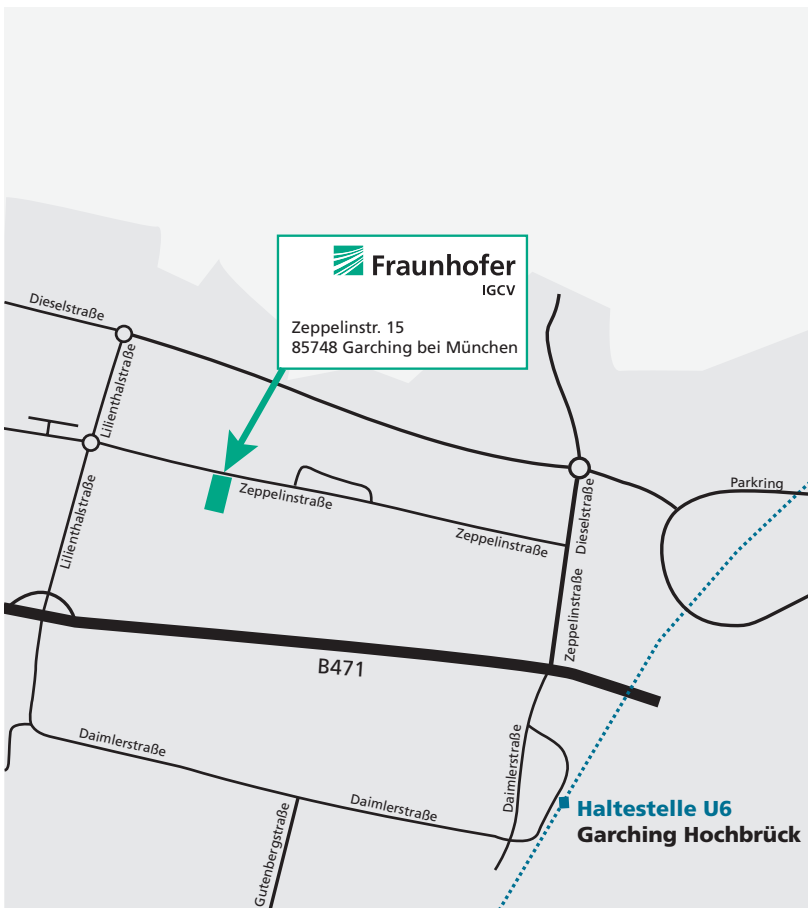 Fraunhofer
IGCV
Zeppelinstr. 15
85748 Garching bei München
Dieselstraße
Lilienthalstraße
Lilienthalstraße
Zeppelinstraße
Zeppelinstraße
Dieselstraße
Parkring
Zeppelinstraße
B471
Daimlerstraße
Daimlerstraße
Daimlerstraße
Gutenbergstraße
Haltestelle U6
Garching Hochbrück